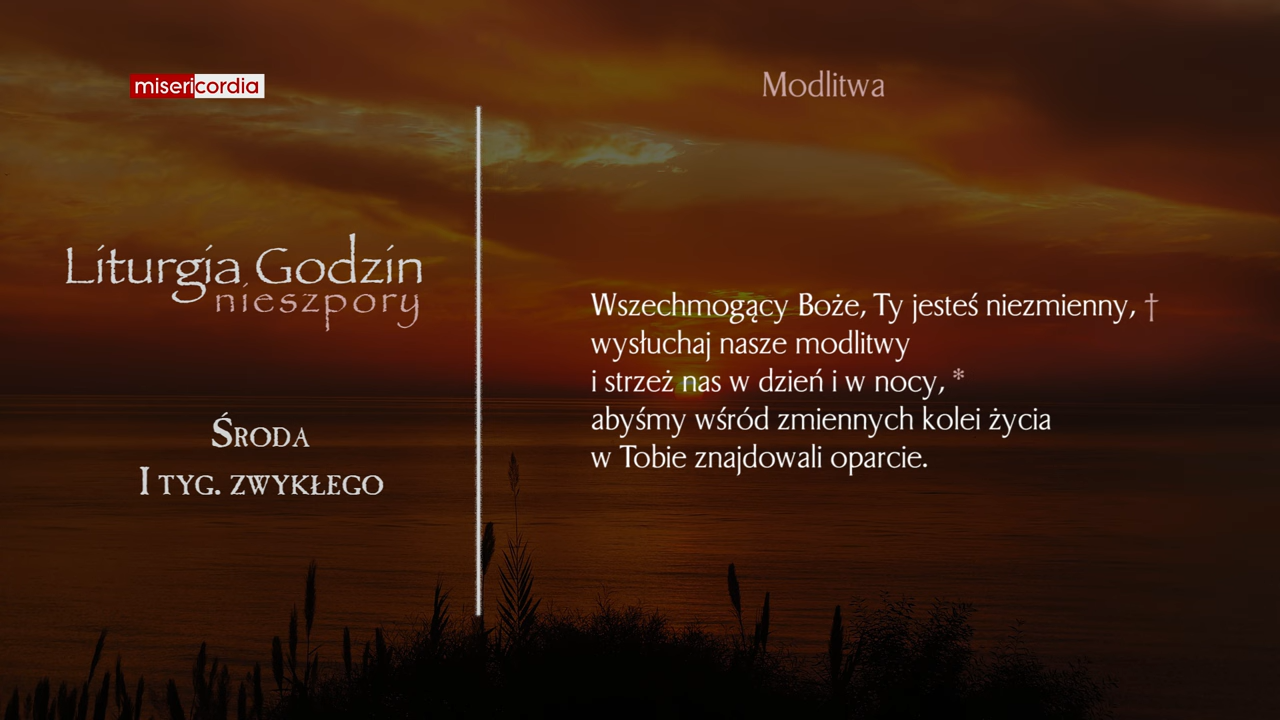 misericordia
Liturgia Godzin
nieszpory
Środa
I tyg. zwykłego
Modlitwa
Wszechmogący Boże, Ty jesteś niezmienny, †
wysłuchaj nasze modlitwy
i strzeż nas w dzień i w nocy, *
abyśmy wśród zmiennych kolei życia
w Tobie znajdowali oparcie.